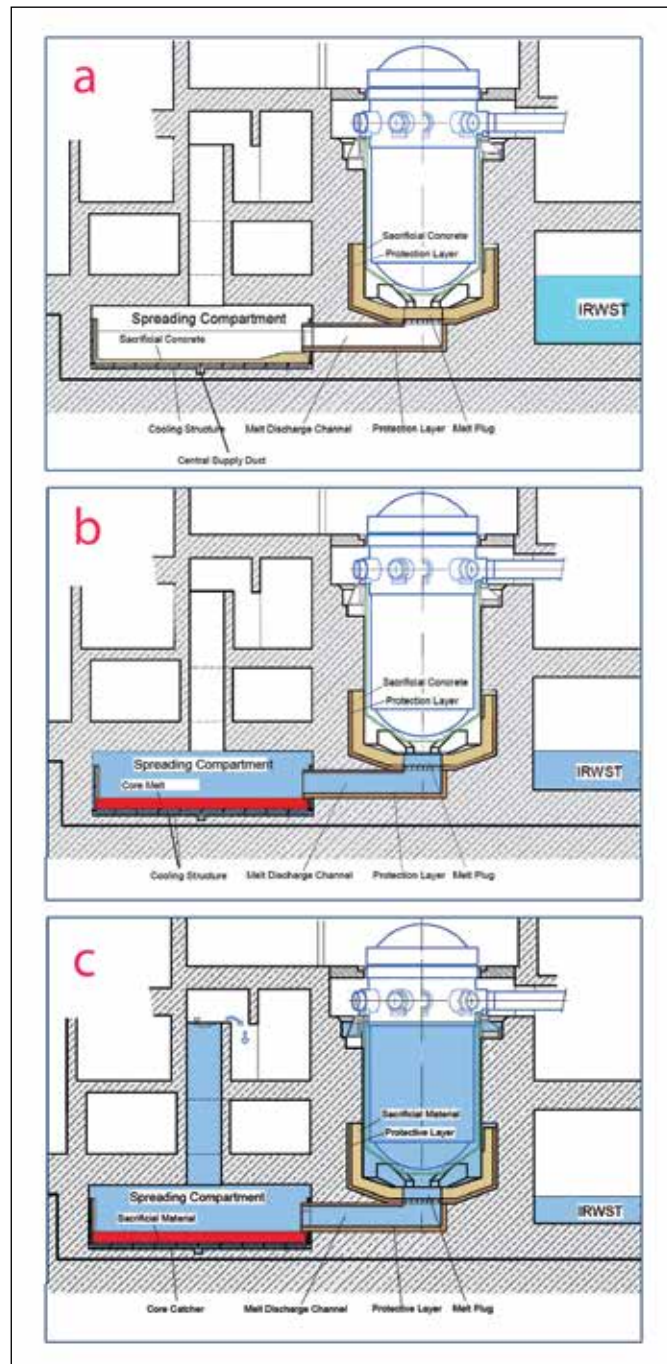 a
Sacrificial Concrete
Protection Layer
Spreading Compartment
IRWST
Sacrificial Concrete
Cooling Structure
Melt Discharge Channel
Protection Layer
Melt Plug
Central Supply Duct
b
Sacrificial Concrete
Protection Layer
Spreading Compartment
IRWST
Core Melt
Cooling Structure
Melt Discharge Channel
Protection Layer
Melt Plug
c
Sacrificial Material
Protective Layer
Spreading Compartment
IRWST
Sacrificial Material
Core Catcher
Melt Discharge Channel
Protective Layer
Melt Plug